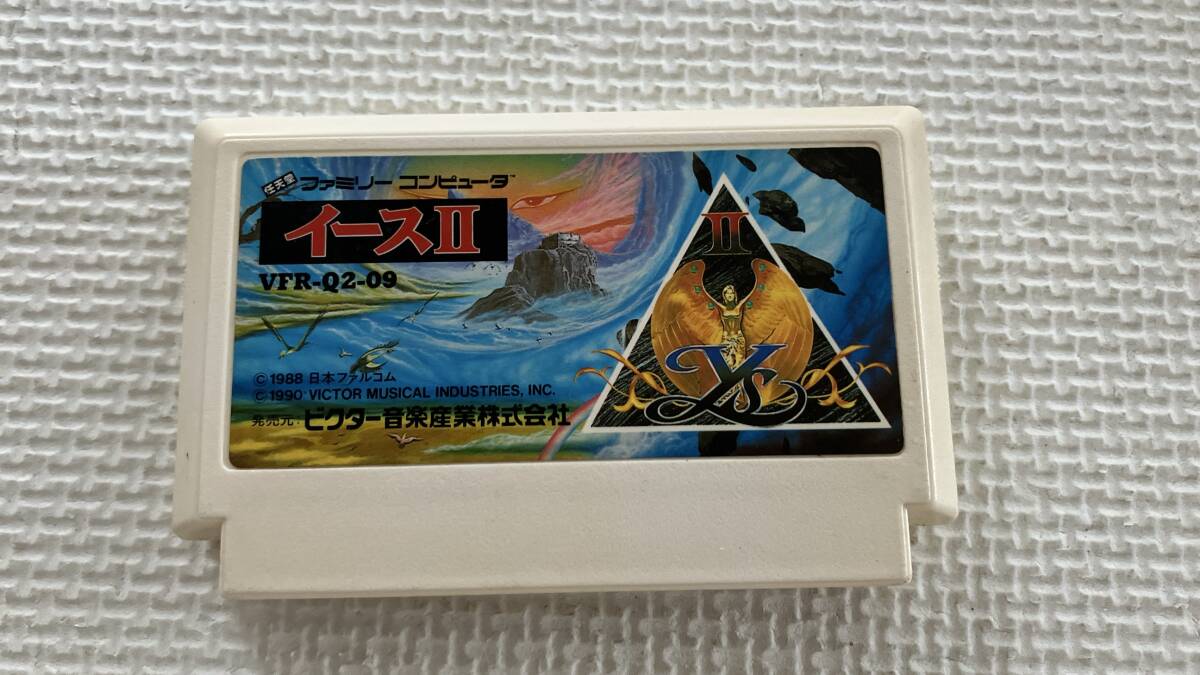 任天堂 ファミリー コンピュータ™
イースII
VFR-Q2-09
II
Ys
© 1988 日本ファルコム
© 1990 VICTOR MUSICAL INDUSTRIES, INC.
発売元:ビクター音楽産業株式会社